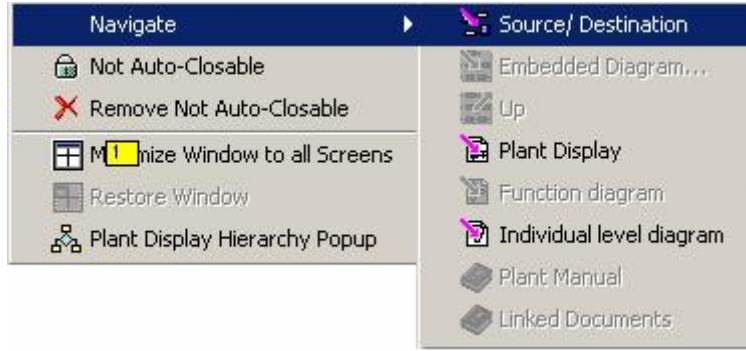 Navigate
Not Auto-Closable
Remove Not Auto-Closable
M 1 mize Window to all Screens
Restore Window
Plant Display Hierarchy Popup
Source/ Destination
Embedded Diagram...
Up
Plant Display
Function diagram
Individual level diagram
Plant Manual
Linked Documents